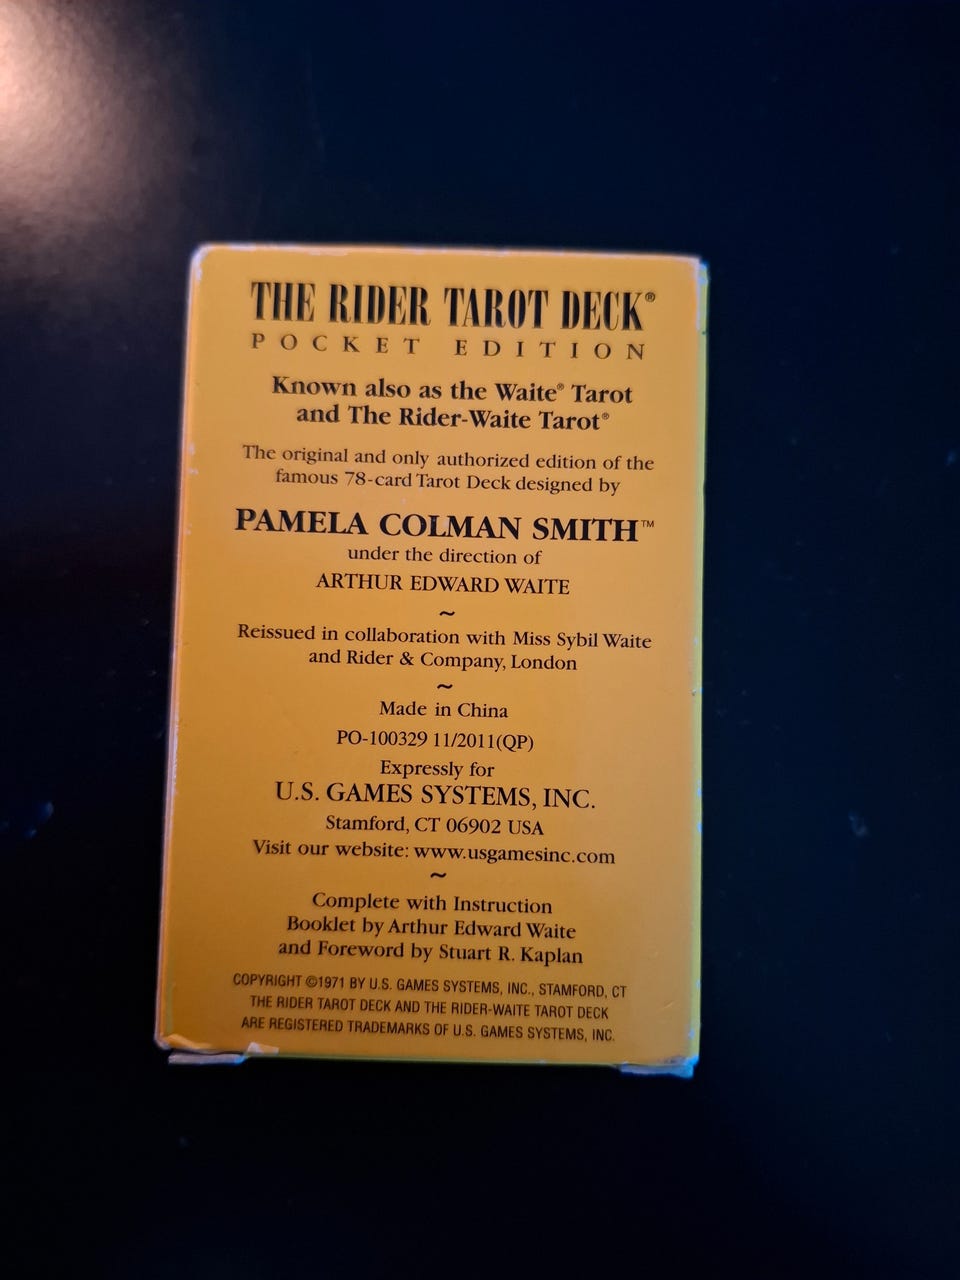 THE RIDER TAROT DECK®
POCKET EDITION
Known also as the Waite® Tarot
and The Rider-Waite Tarot®
The original and only authorized edition of the
famous 78-card Tarot Deck designed by
PAMELA COLMAN SMITH™
under the direction of
ARTHUR EDWARD WAITE
~
Reissued in collaboration with Miss Sybil Waite
and Rider & Company, London
~
Made in China
PO-100329 11/2011(QP)
Expressly for
U.S. GAMES SYSTEMS, INC.
Stamford, CT 06902 USA
Visit our website: www.usgamesinc.com
~
Complete with Instruction
Booklet by Arthur Edward Waite
and Foreword by Stuart R. Kaplan
COPYRIGHT ©1971 BY U.S. GAMES SYSTEMS, INC., STAMFORD, CT
THE RIDER TAROT DECK AND THE RIDER-WAITE TAROT DECK
ARE REGISTERED TRADEMARKS OF U.S. GAMES SYSTEMS, INC.